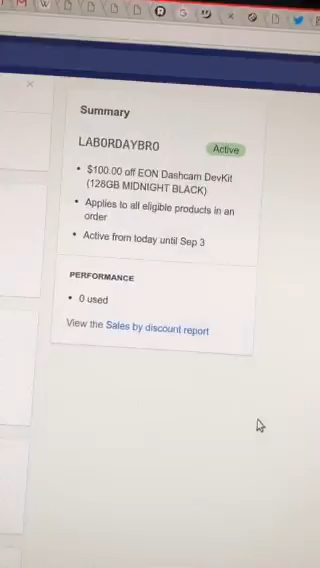 Summary
LABORDAYBRO
Active
• $100.00 off EON Dashcam DevKit
(128GB MIDNIGHT BLACK)
• Applies to all eligible products in an
order
• Active from today until Sep 3
PERFORMANCE
• 0 used
View the Sales by discount report